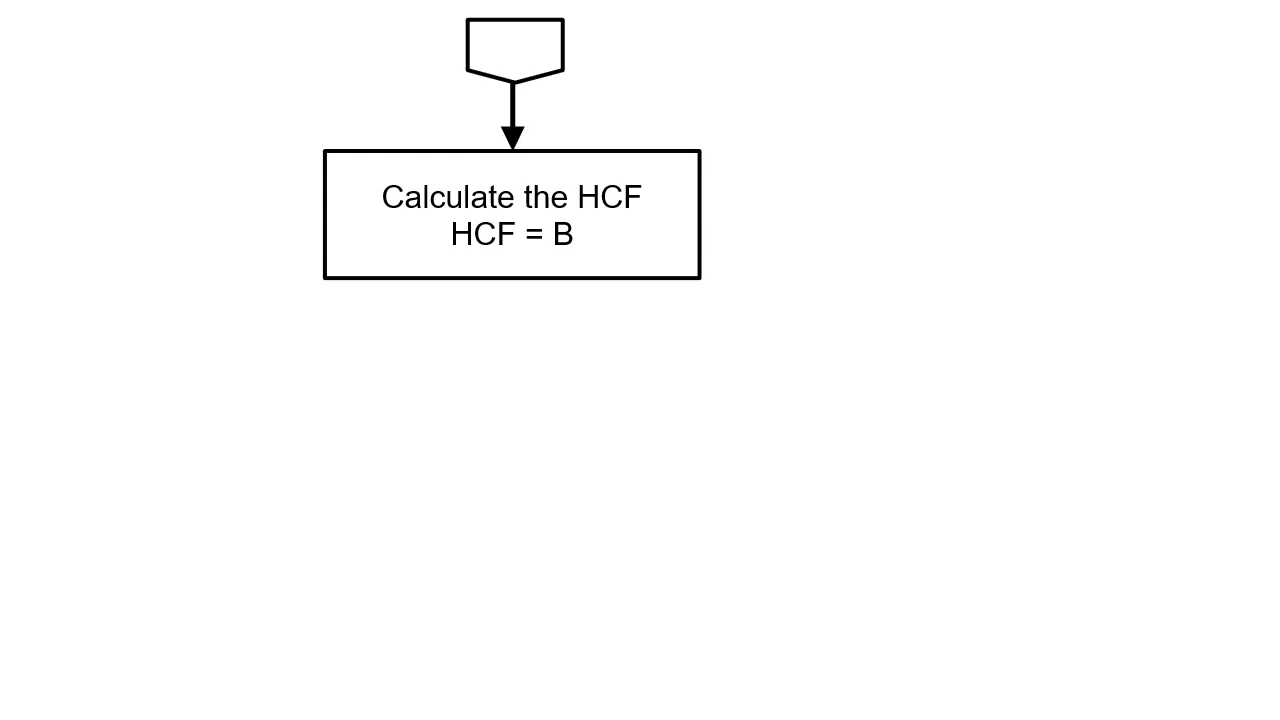 Calculate the HCF
HCF = B